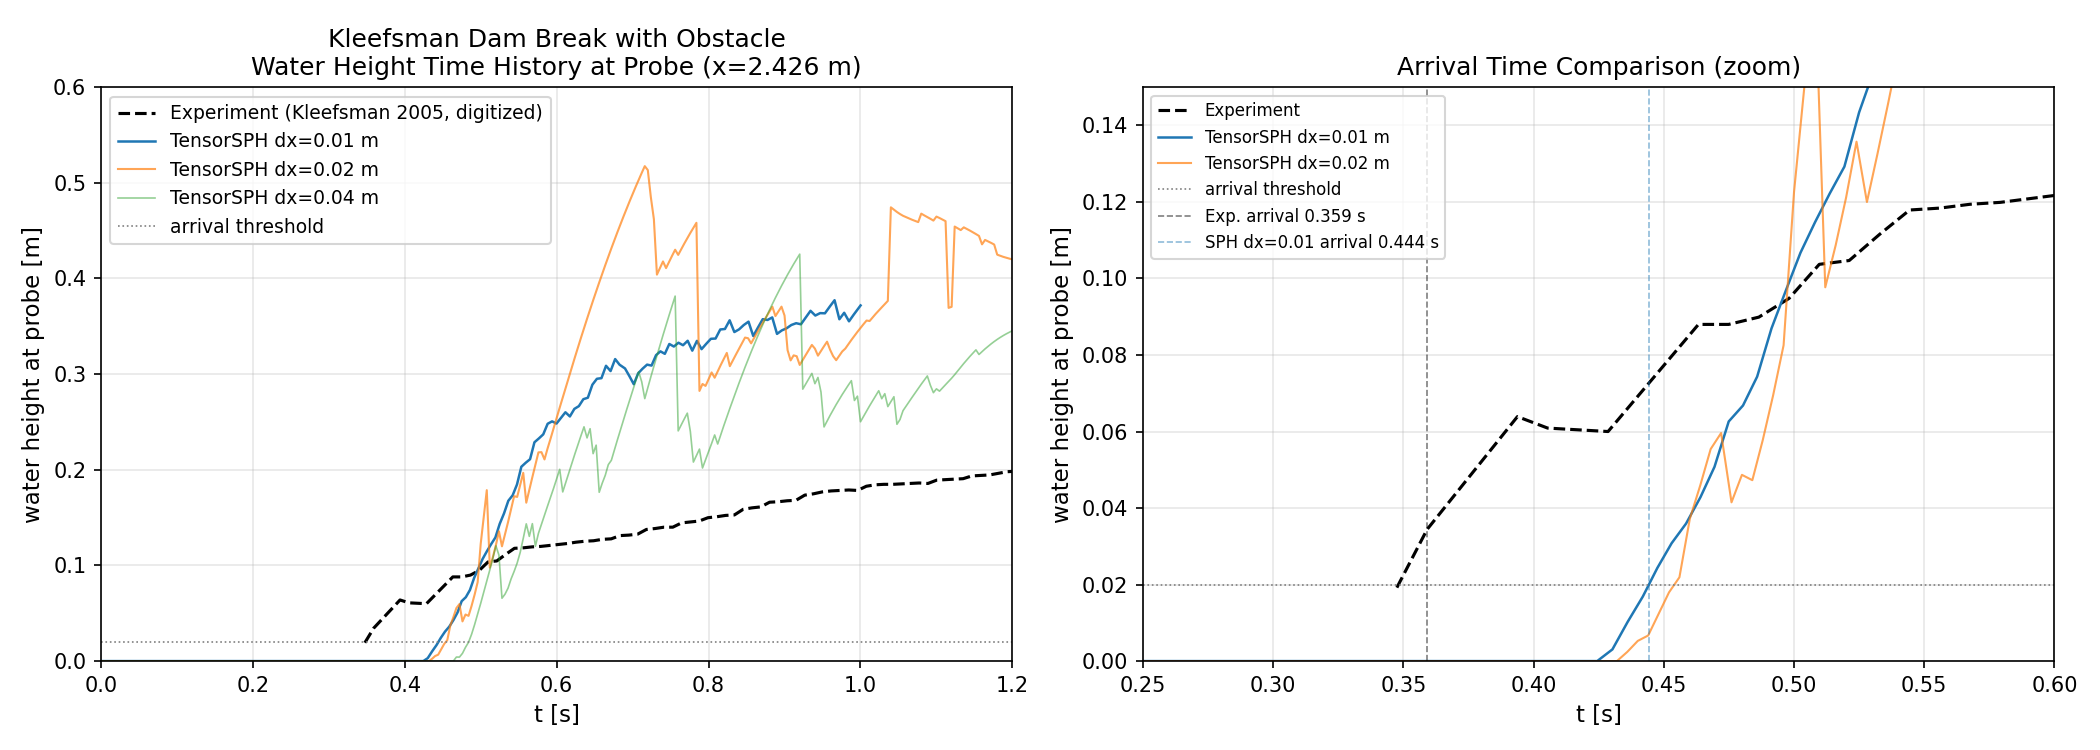 Kleefsman Dam Break with Obstacle
Water Height Time History at Probe (x=2.426 m)
water height at probe [m]
0.6
0.5
0.4
0.3
0.2
0.1
0.0
Experiment (Kleefsman 2005, digitized)
TensorSPH dx=0.01 m
TensorSPH dx=0.02 m
TensorSPH dx=0.04 m
arrival threshold
0.0 0.2 0.4 0.6 0.8 1.0 1.2
t [s]
Arrival Time Comparison (zoom)
water height at probe [m]
0.14
0.12
0.10
0.08
0.06
0.04
0.02
0.00
Experiment
TensorSPH dx=0.01 m
TensorSPH dx=0.02 m
arrival threshold
Exp. arrival 0.359 s
SPH dx=0.01 arrival 0.444 s
0.25 0.30 0.35 0.40 0.45 0.50 0.55 0.60
t [s]